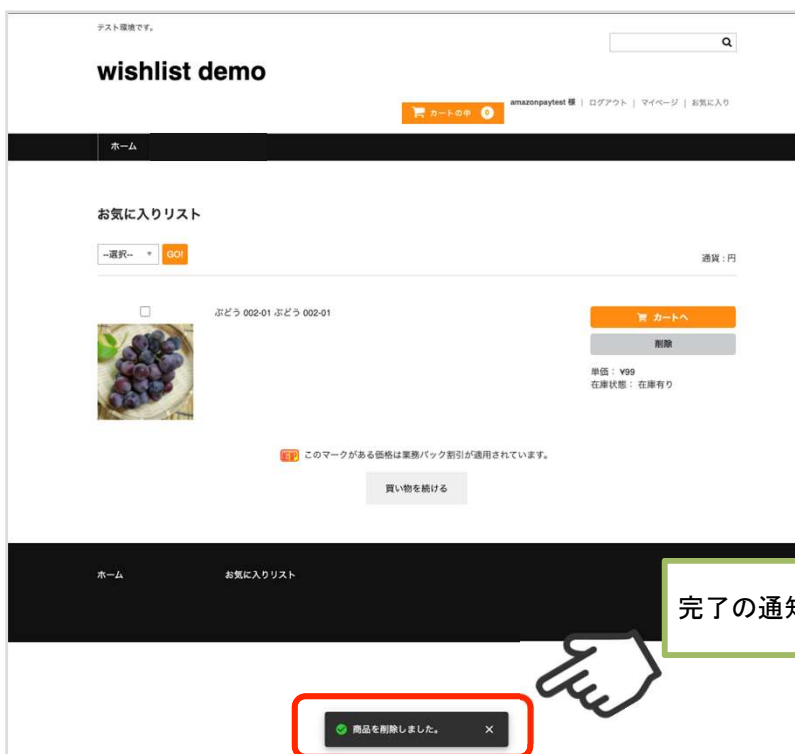 テスト環境です。
wishlist demo
カートの中 0
amazonpaytest 様 | ログアウト | マイページ | お気に入り
ホーム
お気に入りリスト
--選択--
GO!
通貨 : 円
ぶどう 002-01 ぶどう 002-01
カートへ
削除
単価： ¥99
在庫状態： 在庫有り
このマークがある価格は業務パック割引が適用されています。
買い物を続ける
ホーム
お気に入りリスト
完了の通知
商品を削除しました。 ×